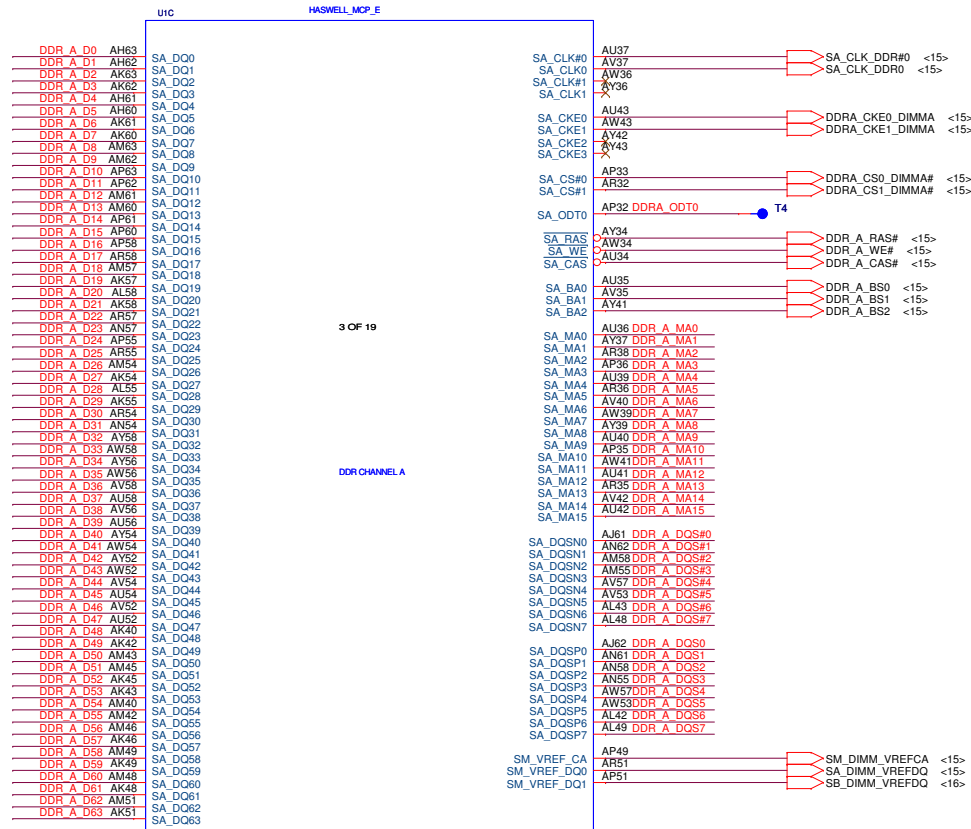 U1C
HASWELL_MCP_E
DDR_A_D0 AH63 SA_DQ0
DDR_A_D1 AH62 SA_DQ1
DDR_A_D2 AK63 SA_DQ2
DDR_A_D3 AK62 SA_DQ3
DDR_A_D4 AH61 SA_DQ4
DDR_A_D5 AH60 SA_DQ5
DDR_A_D6 AK61 SA_DQ6
DDR_A_D7 AK60 SA_DQ7
DDR_A_D8 AM63 SA_DQ8
DDR_A_D9 AM62 SA_DQ9
DDR_A_D10 AP63 SA_DQ10
DDR_A_D11 AP62 SA_DQ11
DDR_A_D12 AM61 SA_DQ12
DDR_A_D13 AM60 SA_DQ13
DDR_A_D14 AP61 SA_DQ14
DDR_A_D15 AP60 SA_DQ15
DDR_A_D16 AP58 SA_DQ16
DDR_A_D17 AR58 SA_DQ17
DDR_A_D18 AM57 SA_DQ18
DDR_A_D19 AK57 SA_DQ19
DDR_A_D20 AL58 SA_DQ20
DDR_A_D21 AK58 SA_DQ21
DDR_A_D22 AR57 SA_DQ22
DDR_A_D23 AN57 SA_DQ23
DDR_A_D24 AP55 SA_DQ24
DDR_A_D25 AR55 SA_DQ25
DDR_A_D26 AM54 SA_DQ26
DDR_A_D27 AK54 SA_DQ27
DDR_A_D28 AL55 SA_DQ28
DDR_A_D29 AK55 SA_DQ29
DDR_A_D30 AR54 SA_DQ30
DDR_A_D31 AN54 SA_DQ31
DDR_A_D32 AY58 SA_DQ32
DDR_A_D33 AW58 SA_DQ33
DDR_A_D34 AY56 SA_DQ34
DDR_A_D35 AW56 SA_DQ35
DDR_A_D36 AV58 SA_DQ36
DDR_A_D37 AU58 SA_DQ37
DDR_A_D38 AV56 SA_DQ38
DDR_A_D39 AU56 SA_DQ39
DDR_A_D40 AY54 SA_DQ40
DDR_A_D41 AW54 SA_DQ41
DDR_A_D42 AY52 SA_DQ42
DDR_A_D43 AW52 SA_DQ43
DDR_A_D44 AV54 SA_DQ44
DDR_A_D45 AU54 SA_DQ45
DDR_A_D46 AV52 SA_DQ46
DDR_A_D47 AU52 SA_DQ47
DDR_A_D48 AK40 SA_DQ48
DDR_A_D49 AK42 SA_DQ49
DDR_A_D50 AM43 SA_DQ50
DDR_A_D51 AM45 SA_DQ51
DDR_A_D52 AK45 SA_DQ52
DDR_A_D53 AK43 SA_DQ53
DDR_A_D54 AM40 SA_DQ54
DDR_A_D55 AM42 SA_DQ55
DDR_A_D56 AM46 SA_DQ56
DDR_A_D57 AK46 SA_DQ57
DDR_A_D58 AM49 SA_DQ58
DDR_A_D59 AK49 SA_DQ59
DDR_A_D60 AM48 SA_DQ60
DDR_A_D61 AK48 SA_DQ61
DDR_A_D62 AM51 SA_DQ62
DDR_A_D63 AK51 SA_DQ63
3 OF 19
DDR CHANNEL A
SA_CLK#0 AU37 SA_CLK_DDR#0 <15>
SA_CLK0 AV37 SA_CLK_DDR0 <15>
SA_CLK#1 AW36
SA_CLK1 AY36
SA_CKE0 AU43 DDRA_CKE0_DIMMA <15>
SA_CKE1 AW43 DDRA_CKE1_DIMMA <15>
SA_CKE2 AY42
SA_CKE3 AY43
SA_CS#0 AP33 DDRA_CS0_DIMMA# <15>
SA_CS#1 AR32 DDRA_CS1_DIMMA# <15>
SA_ODT0 AP32 DDRA_ODT0 T4
SA_RAS AY34 DDR_A_RAS# <15>
SA_WE AW34 DDR_A_WE# <15>
SA_CAS AU34 DDR_A_CAS# <15>
SA_BA0 AU35 DDR_A_BS0 <15>
SA_BA1 AV35 DDR_A_BS1 <15>
SA_BA2 AY41 DDR_A_BS2 <15>
SA_MA0 AU36 DDR_A_MA0
SA_MA1 AY37 DDR_A_MA1
SA_MA2 AR38 DDR_A_MA2
SA_MA3 AP36 DDR_A_MA3
SA_MA4 AU39 DDR_A_MA4
SA_MA5 AR36 DDR_A_MA5
SA_MA6 AV40 DDR_A_MA6
SA_MA7 AW39 DDR_A_MA7
SA_MA8 AY39 DDR_A_MA8
SA_MA9 AU40 DDR_A_MA9
SA_MA10 AP35 DDR_A_MA10
SA_MA11 AW41 DDR_A_MA11
SA_MA12 AU41 DDR_A_MA12
SA_MA13 AR35 DDR_A_MA13
SA_MA14 AV42 DDR_A_MA14
SA_MA15 AU42 DDR_A_MA15
SA_DQSN0 AJ61 DDR_A_DQS#0
SA_DQSN1 AN62 DDR_A_DQS#1
SA_DQSN2 AM58 DDR_A_DQS#2
SA_DQSN3 AM55 DDR_A_DQS#3
SA_DQSN4 AV57 DDR_A_DQS#4
SA_DQSN5 AV53 DDR_A_DQS#5
SA_DQSN6 AL43 DDR_A_DQS#6
SA_DQSN7 AL48 DDR_A_DQS#7
SA_DQSP0 AJ62 DDR_A_DQS0
SA_DQSP1 AN61 DDR_A_DQS1
SA_DQSP2 AN58 DDR_A_DQS2
SA_DQSP3 AN55 DDR_A_DQS3
SA_DQSP4 AW57 DDR_A_DQS4
SA_DQSP5 AW53 DDR_A_DQS5
SA_DQSP6 AL42 DDR_A_DQS6
SA_DQSP7 AL49 DDR_A_DQS7
SM_VREF_CA AP49 SM_DIMM_VREFCA <15>
SM_VREF_DQ0 AR51 SA_DIMM_VREFDQ <15>
SM_VREF_DQ1 AP51 SB_DIMM_VREFDQ <16>